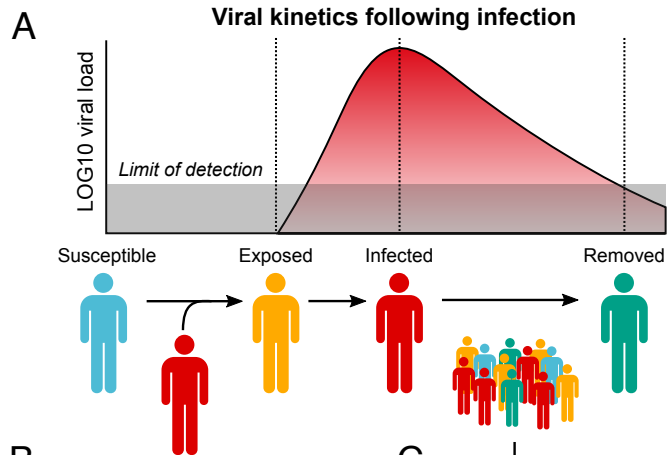 A
Viral kinetics following infection
LOG10 viral load
Limit of detection
Susceptible Exposed Infected Removed
B C